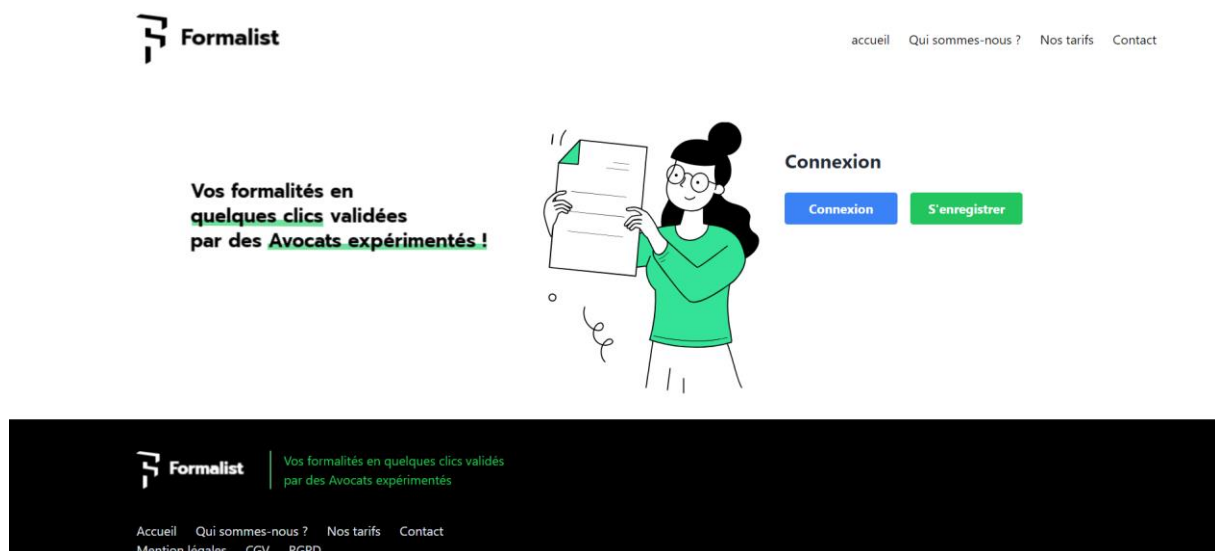 Formalist
accueil Qui sommes-nous ? Nos tarifs Contact
Vos formalités en
quelques clics validées
par des Avocats expérimentés !
Connexion
Connexion S'enregistrer
Formalist
Vos formalités en quelques clics validés
par des Avocats expérimentés
Accueil Qui sommes-nous ? Nos tarifs Contact
Mention légales CGV RGPD